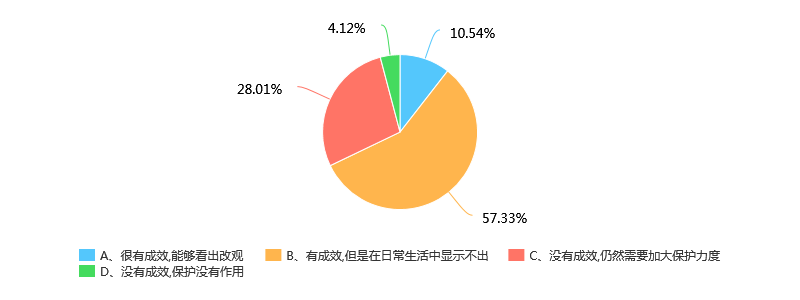 4.12%
10.54%
28.01%
57.33%
A、很有成效,能够看出改观
B、有成效,但是在日常生活中显示不出
C、没有成效,仍然需要加大保护力度
D、没有成效,保护没有作用